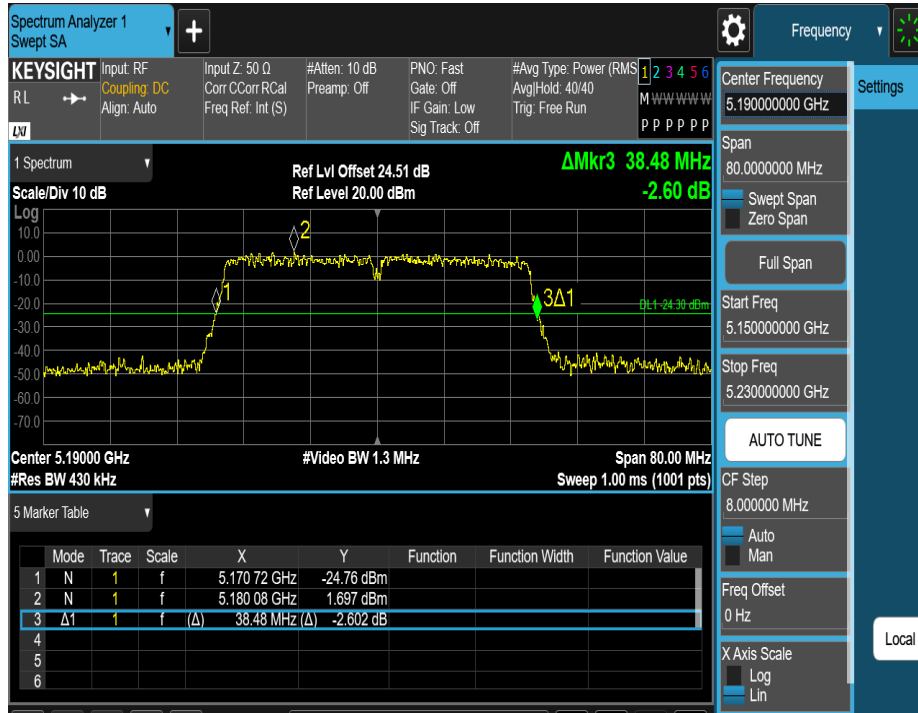 Spectrum Analyzer 1
Swept SA
Frequency
KEYSIGHT
Input: RF
Input Z: 50 Ω
#Atten: 10 dB
PNO: Fast
#Avg Type: Power (RMS
1 2 3 4 5 6
R L
Coupling: DC
Corr CCorr RCal
Preamp: Off
Gate: Off
Avg|Hold: 40/40
M W W W W W
Align: Auto
Freq Ref: Int (S)
IF Gain: Low
Trig: Free Run
LXI
Sig Track: Off
P P P P P P
1 Spectrum
Ref Lvl Offset 24.51 dB
ΔMkr3 38.48 MHz
Scale/Div 10 dB
Ref Level 20.00 dBm
-2.60 dB
Log
10.0
0.00
-10.0
-20.0
-30.0
-40.0
-50.0
-60.0
-70.0
2
1
3Δ1
DL1 -24.30 dBm
Center 5.19000 GHz
#Video BW 1.3 MHz
Span 80.00 MHz
#Res BW 430 kHz
Sweep 1.00 ms (1001 pts)
5 Marker Table
Mode Trace Scale X Y Function Function Width Function Value
1 N 1 f 5.170 72 GHz -24.76 dBm
2 N 1 f 5.180 08 GHz 1.697 dBm
3 Δ1 1 f (Δ) 38.48 MHz (Δ) -2.602 dB
4
5
6
Center Frequency
5.190000000 GHz
Settings
Span
80.0000000 MHz
Swept Span
Zero Span
Full Span
Start Freq
5.150000000 GHz
Stop Freq
5.230000000 GHz
AUTO TUNE
CF Step
8.000000 MHz
Auto
Man
Freq Offset
0 Hz
X Axis Scale
Log
Lin
Local